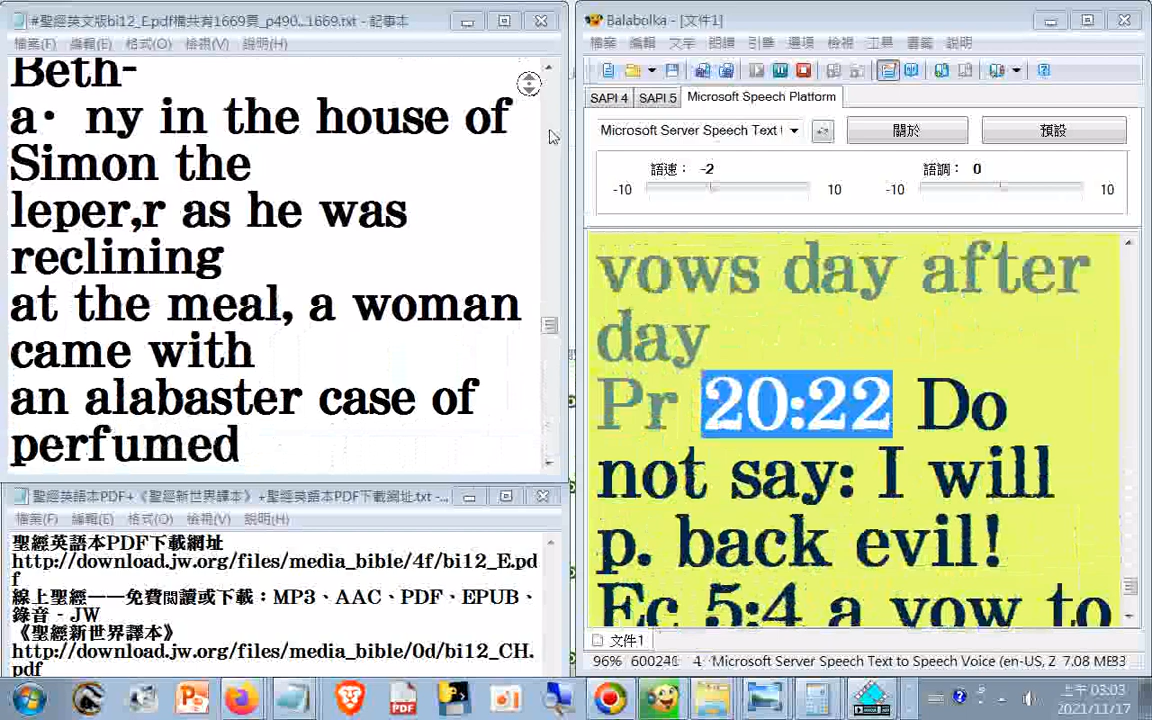 #聖經英文版bi12_E.pdf檔共有1669頁_p490...1669.txt - 記事本
檔案(F) 編輯(E) 格式(O) 檢視(V) 說明(H)
Beth-
a· ny in the house of
Simon the
leper,r as he was
reclining
at the meal, a woman
came with
an alabaster case of
perfumed
聖經英語本PDF+《聖經新世界譯本》+聖經英語本PDF下載網址.txt -...
檔案(F) 編輯(E) 格式(O) 檢視(V) 說明(H)
聖經英語本PDF下載網址
http://download.jw.org/files/media_bible/4f/bi12_E.pd
f
線上聖經——免費閱讀或下載：MP3、AAC、PDF、EPUB、
錄音 - JW
《聖經新世界譯本》
http://download.jw.org/files/media_bible/0d/bi12_CH.
pdf
Balabolka - [文件1]
檔案 編輯 文字 朗讀 引擎 選項 檢視 工具 書籤 說明
SAPI 4 SAPI 5 Microsoft Speech Platform
Microsoft Server Speech Text 關於 預設
語速： -2 語調： 0
-10 10 -10 10
vows day after
day
Pr 20:22 Do
not say: I will
p. back evil!
Ec 5:4 a vow to
文件1
96% 4 Microsoft Server Speech Text to Speech Voice (en-US, Z 7.08 MB
上午 03:03
2021/11/17